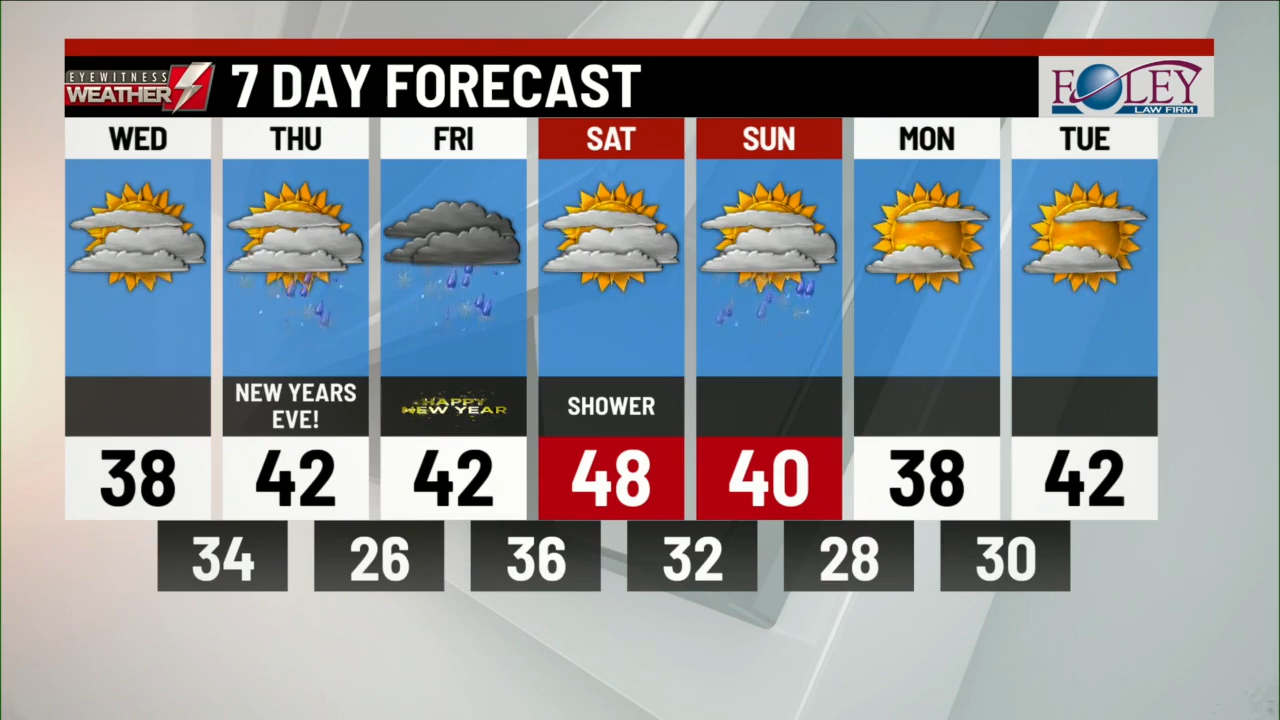 EYEWITNESS
WEATHER
7 DAY FORECAST
FOLEY
LAW FIRM
WED THU FRI SAT SUN MON TUE
NEW YEARS
EVE!
HAPPY
NEW YEAR
SHOWER
38 42 42 48 40 38 42
34 26 36 32 28 30